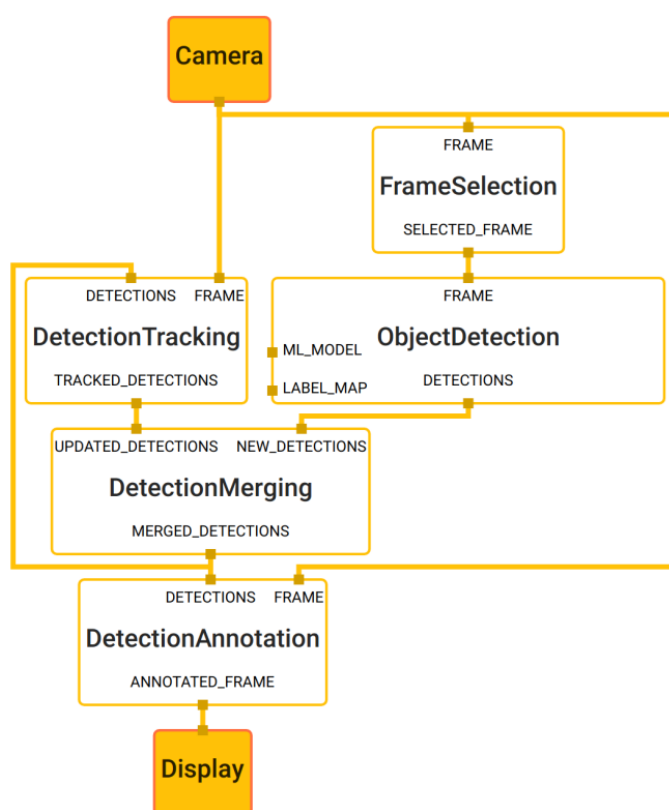 Camera
FRAME
FrameSelection
SELECTED_FRAME
DETECTIONS FRAME
DetectionTracking
TRACKED_DETECTIONS
FRAME
ObjectDetection
ML_MODEL
LABEL_MAP
DETECTIONS
UPDATED_DETECTIONS NEW_DETECTIONS
DetectionMerging
MERGED_DETECTIONS
DETECTIONS FRAME
DetectionAnnotation
ANNOTATED_FRAME
Display